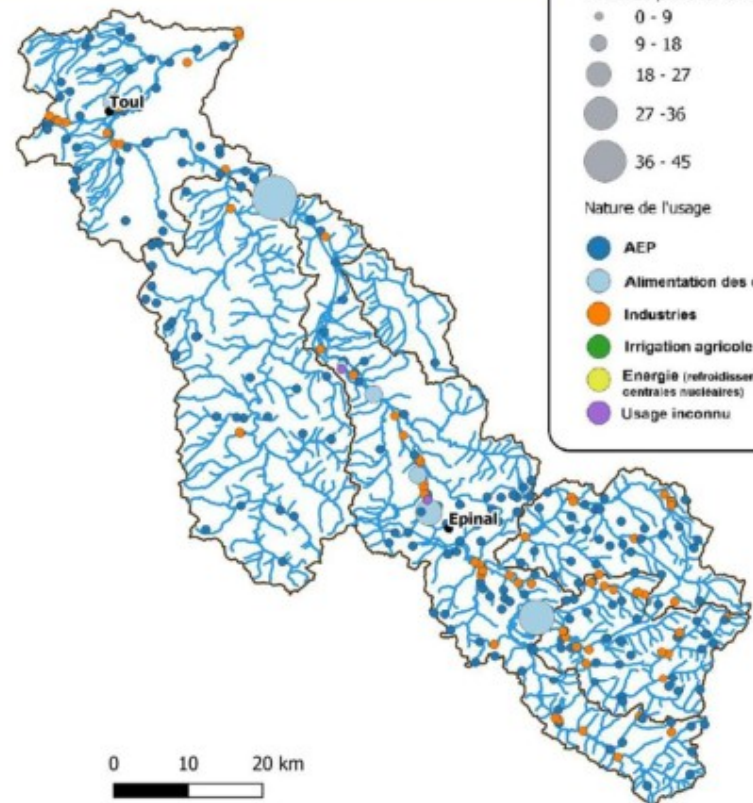 0 - 9
9 - 18
18 - 27
27 -36
36 - 45
Nature de l'usage
AEP
Alimentation des
Industries
Irrigation agricole
Energie (refroidisse
centrales nucléaires)
Usage inconnu
Toul
Epinal
0 10 20 km